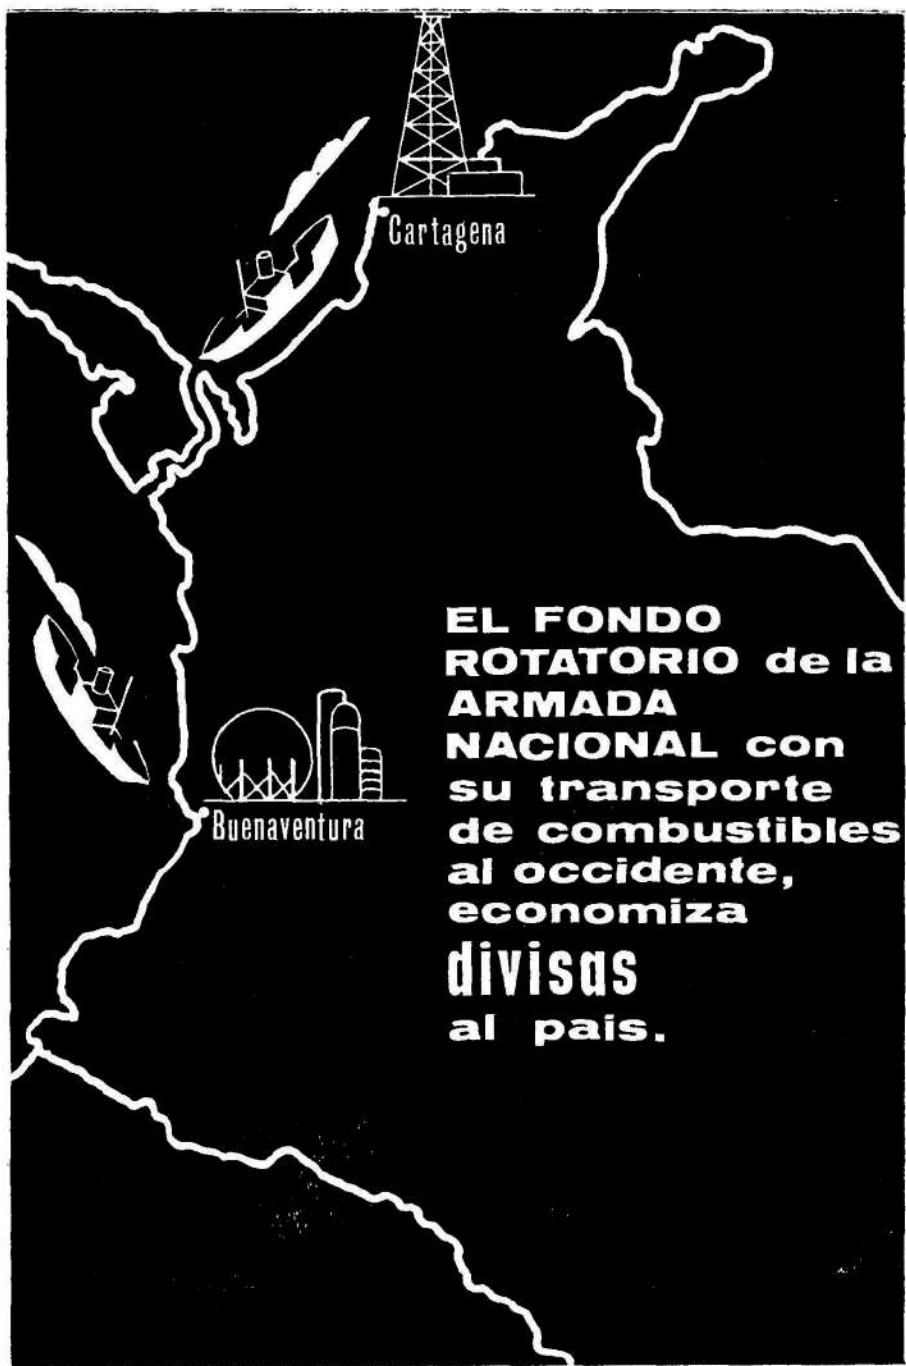 Cartagena
EL FONDO
ROTATORIO de la
ARMADA
NACIONAL con
su transporte
de combustibles
al occidente,
economiza
divisas
al pais.
Buenaventura